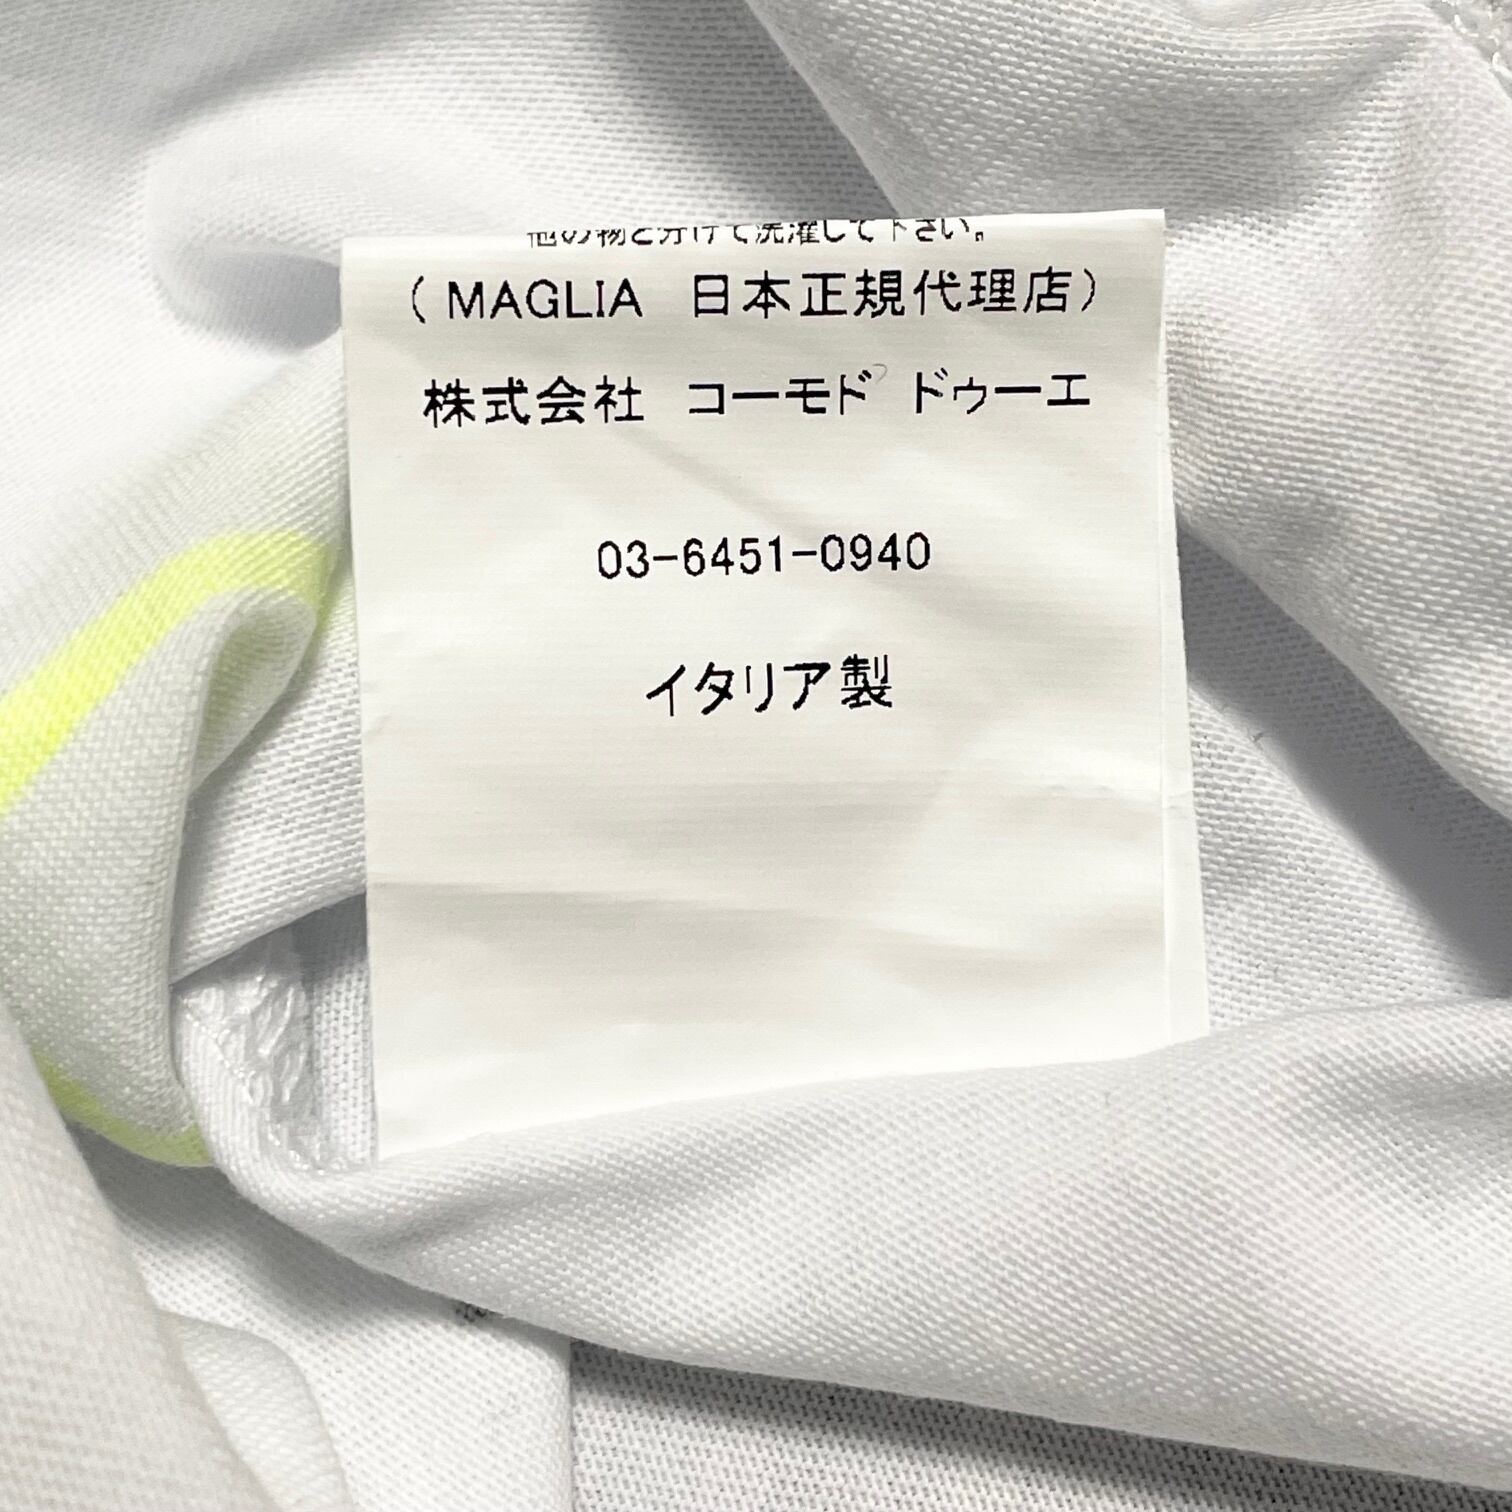 他の物と分けて洗濯して下さい。
(MAGLIA 日本正規代理店)
株式会社 コーモド ドゥーエ
03-6451-0940
イタリア製